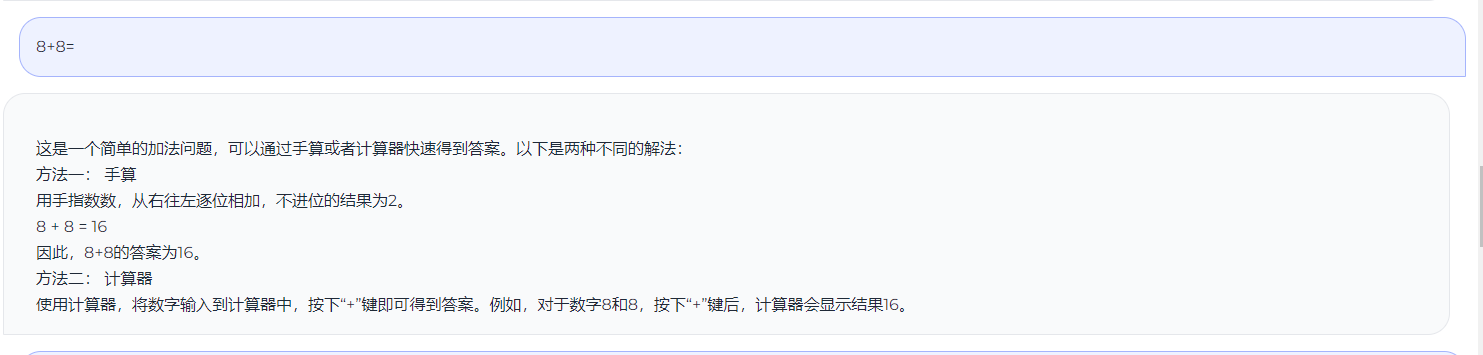 8+8=
这是一个简单的加法问题，可以通过手算或者计算器快速得到答案。以下是两种不同的解法：
方法一： 手算
用手指数数，从右往左逐位相加，不进位的结果为2。
8 + 8 = 16
因此，8+8的答案为16。
方法二： 计算器
使用计算器，将数字输入到计算器中，按下“+”键即可得到答案。例如，对于数字8和8，按下“+”键后，计算器会显示结果16。